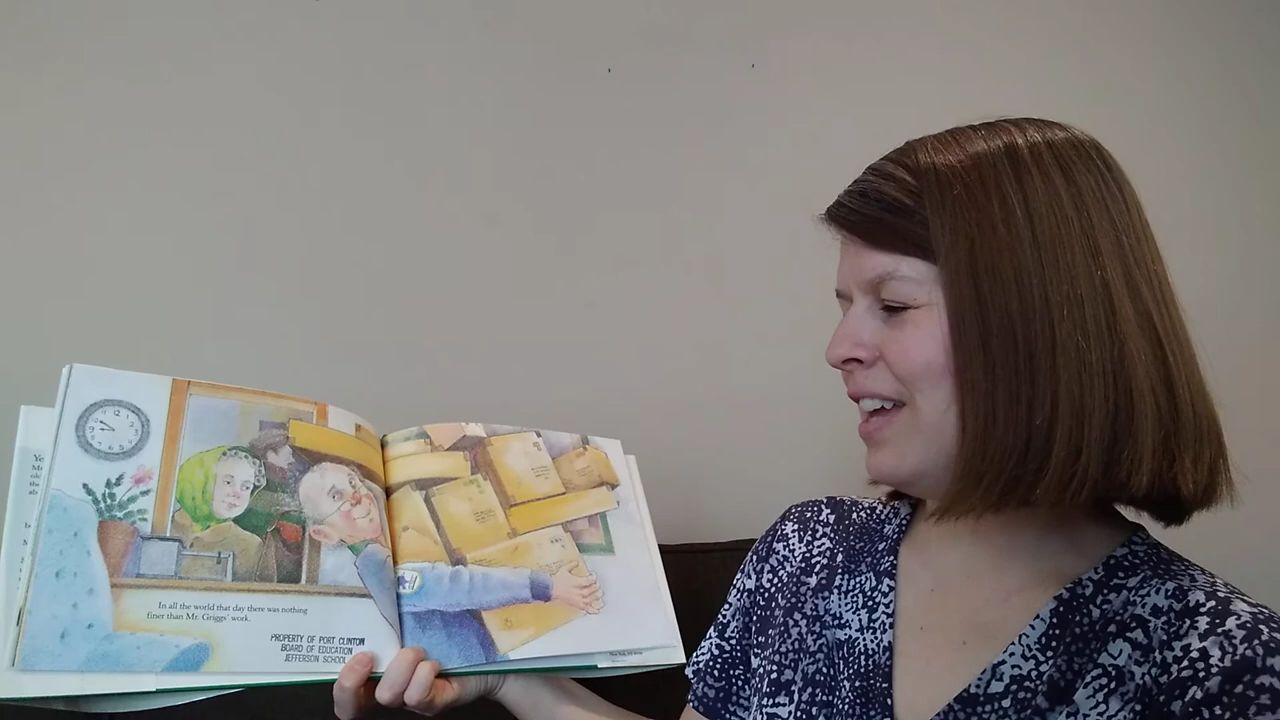 Ye
In all the world that day there was nothing
finer than Mr. Griggs' work.
PROPERTY OF PORT CLINTON
BOARD OF EDUCATION
JEFFERSON SCHOOL